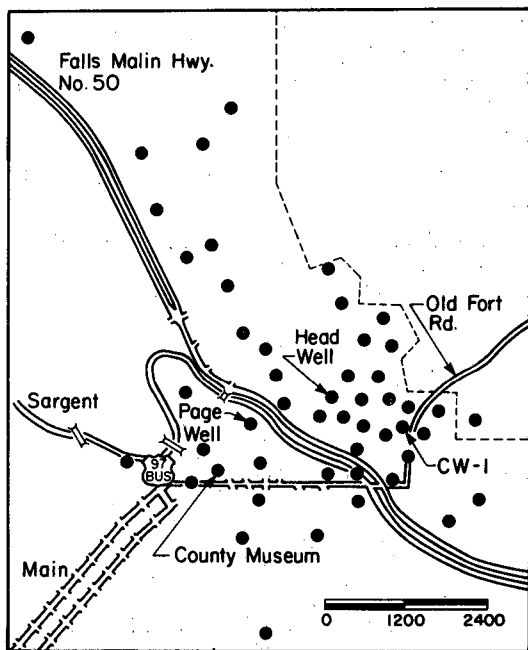 Falls Malin Hwy.
No. 50
Old Fort
Rd.
Head
Well
Sargent
Page
Well
97
BUS
CW-1
County Museum
Main
0 1200 2400